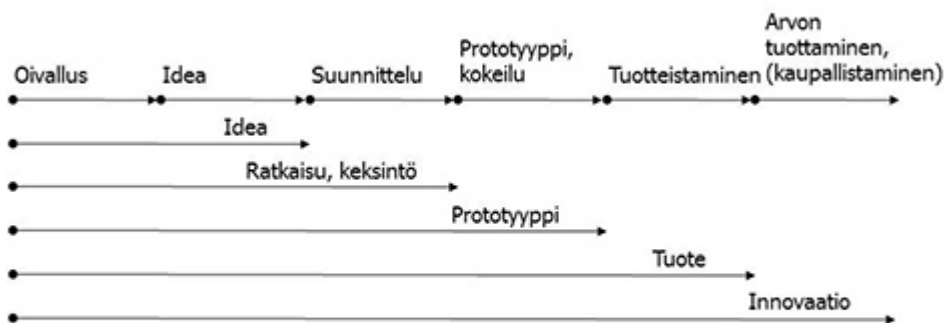 Oivallus
Idea
Suunnittelu
Prototyyppi,
kokeilu
Tuotteistaminen
Arvon
tuottaminen,
(kaupallistaminen)
Idea
Ratkaisu, keksintö
Prototyyppi
Tuote
Innovaatio